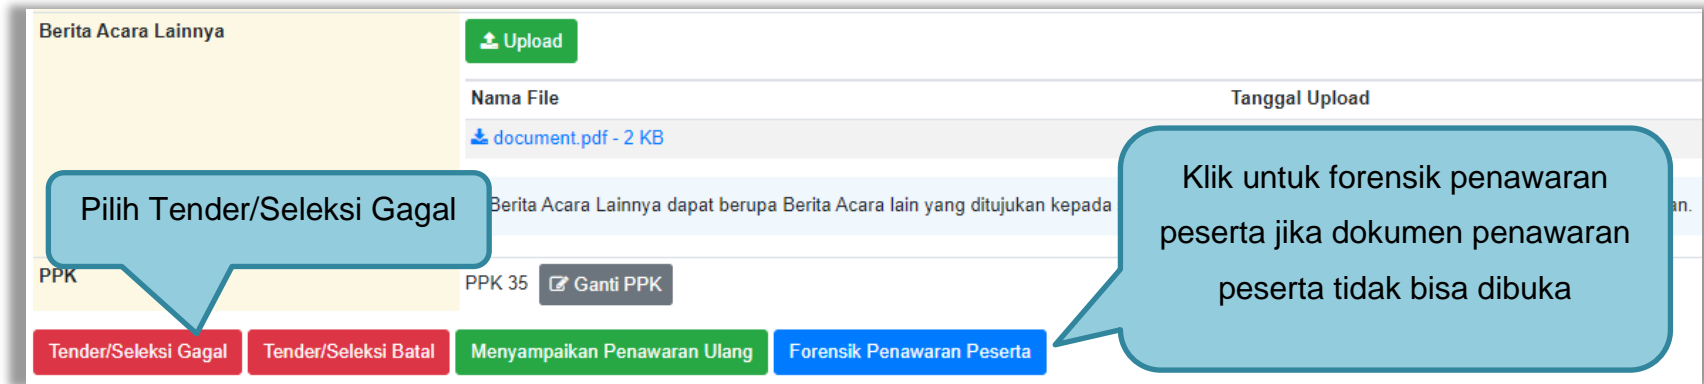 Berita Acara Lainnya
Upload
Nama File Tanggal Upload
document.pdf - 2 KB
Berita Acara Lainnya dapat berupa Berita Acara lain yang ditujukan kepada an.
Pilih Tender/Seleksi Gagal
Klik untuk forensik penawaran
peserta jika dokumen penawaran
peserta tidak bisa dibuka
PPK
PPK 35 Ganti PPK
Tender/Seleksi Gagal Tender/Seleksi Batal Menyampaikan Penawaran Ulang Forensik Penawaran Peserta